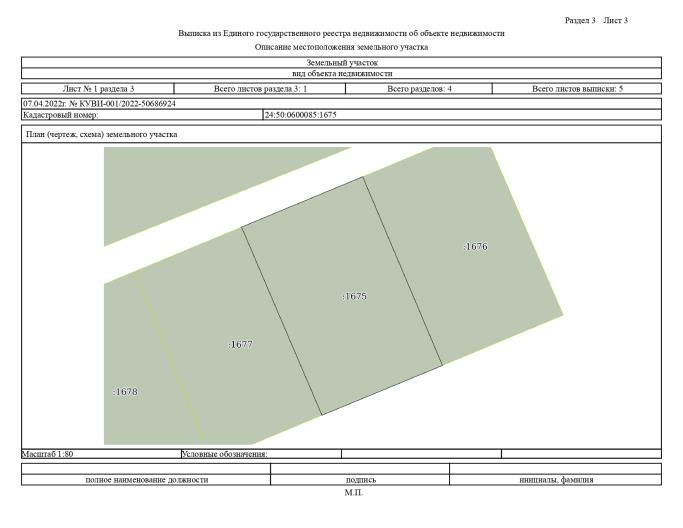 Раздел 3 Лист 3
Выписка из Единого государственного реестра недвижимости об объекте недвижимости
Описание местоположения земельного участка
Земельный участок
вид объекта недвижимости
Лист № 1 раздела 3 Всего листов раздела 3: 1 Всего разделов: 4 Всего листов выписки: 5
07.04.2022г. № КУВИ-001/2022-50686924
Кадастровый номер: 24:50:0600085:1675
План (чертеж, схема) земельного участка
:1676
:1675
:1677
:1678
Масштаб 1:80 Условные обозначения:
полное наименование должности подпись инициалы, фамилия
М.П.